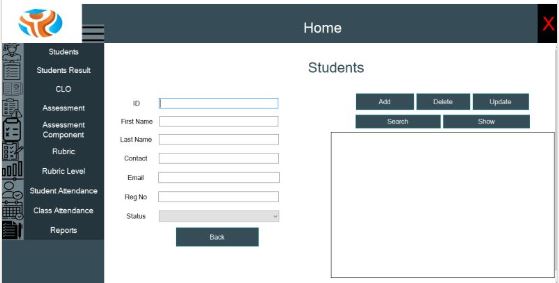 Home
X
Students
Students Result
CLO
Assessment
Assessment
Component
Rubric
Rubric Level
Student Attendance
Class Attendance
Reports
Students
ID
First Name
Last Name
Contact
Email
Reg No
Status
Back
Add Delete Update
Search Show